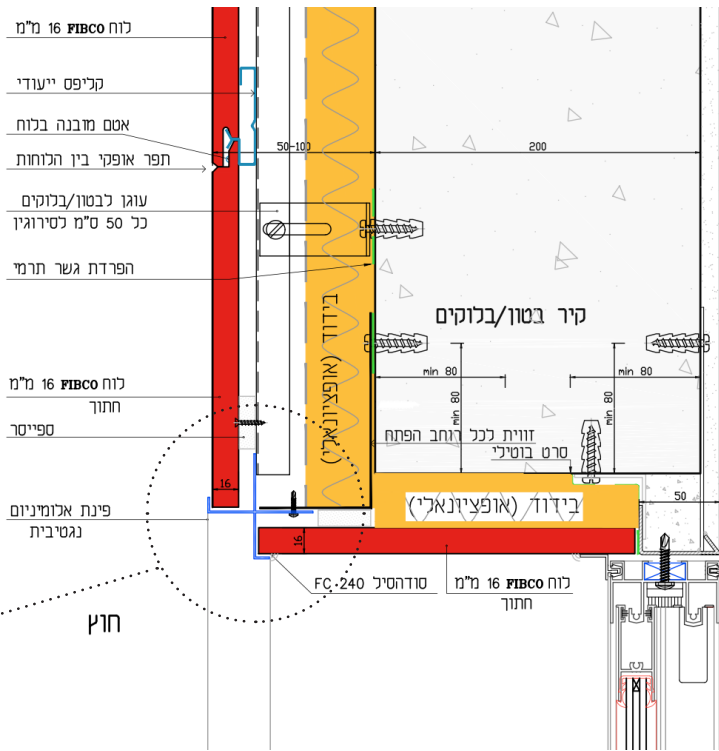 לוח FIBCO 16 מ"מ
קליפס ייעודי
אטם מובנה בלוח
תפר אופקי בין הלוחות
עוגן לבטון/בלוקים
כל 50 ס"מ לסירוגין
הפרדת גשר תרמי
לוח FIBCO 16 מ"מ
חתוך
ספייסר
פינת אלומיניום
נגטיבית
חוץ
50-100
200
בידוד (אופציונאלי)
קיר בטון/בלוקים
min 80
min 80
min 80
min 80
זווית לכל רוחב הפתח
סרט בוטילי
בידוד (אופציונאלי)
50
16
16
סודהסיל FC 240
לוח FIBCO 16 מ"מ
חתוך